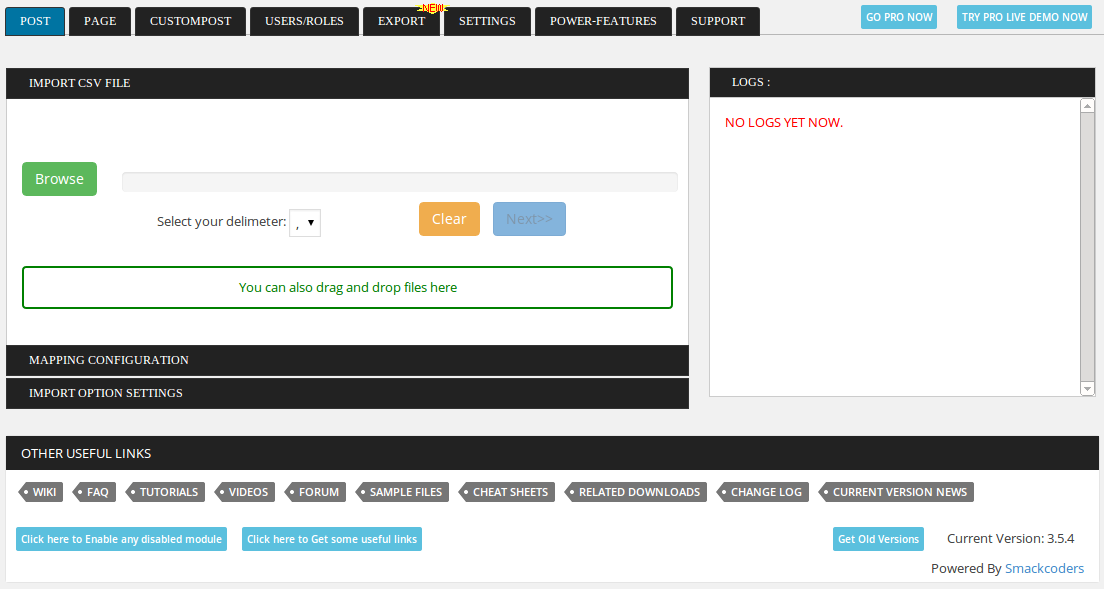 POST PAGE CUSTOMPOST USERS/ROLES EXPORT NEW SETTINGS POWER-FEATURES SUPPORT GO PRO NOW TRY PRO LIVE DEMO NOW
IMPORT CSV FILE
LOGS :
NO LOGS YET NOW.
Browse
Select your delimeter: , Clear Next>>
You can also drag and drop files here
MAPPING CONFIGURATION
IMPORT OPTION SETTINGS
OTHER USEFUL LINKS
WIKI FAQ TUTORIALS VIDEOS FORUM SAMPLE FILES CHEAT SHEETS RELATED DOWNLOADS CHANGE LOG CURRENT VERSION NEWS
Click here to Enable any disabled module Click here to Get some useful links Get Old Versions Current Version: 3.5.4
Powered By Smackcoders